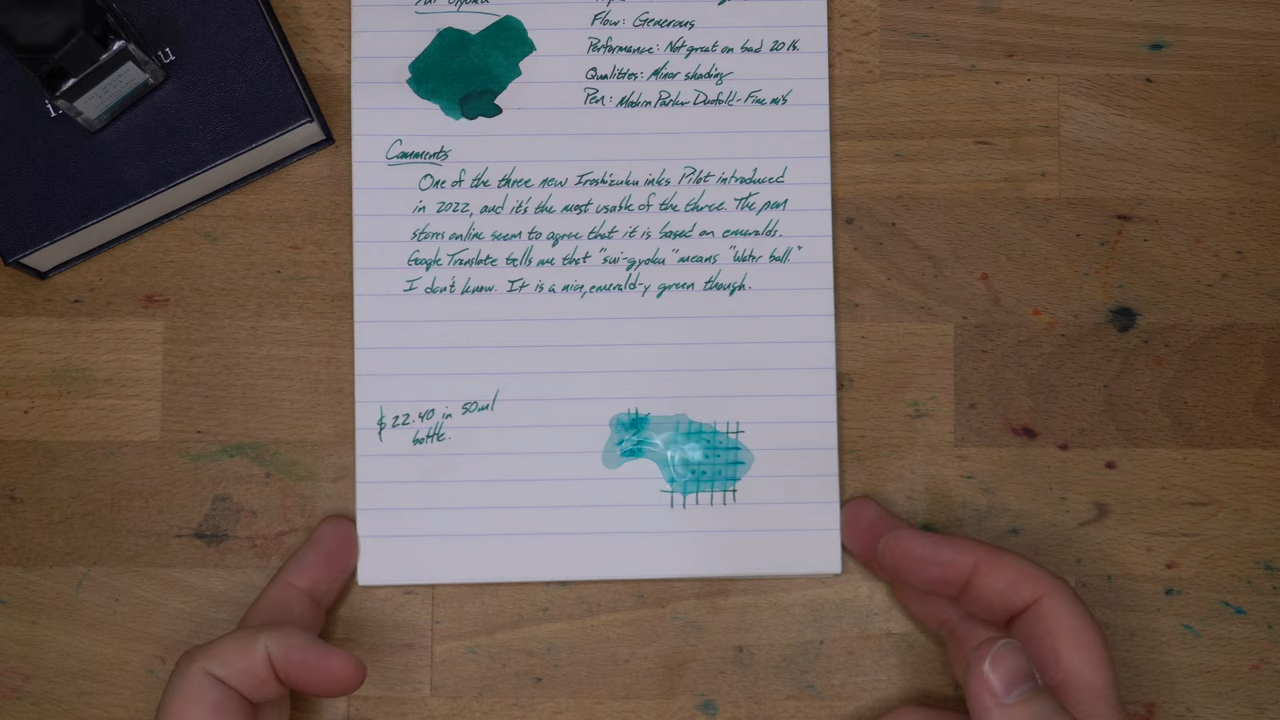 Flow: Generous
Performance: Not great on bad 20 lb.
Qualities: Minor shading
Pen: Modern Parker Duofold - Fine nib
Comments
One of the three new Iroshizuku inks Pilot introduced
in 2022, and it's the most usable of the three. The pen
stores online seem to agree that it is based on emeralds.
Google Translate tells me that "sui-gyoku" means "Water ball."
I don't know. It is a nice, emerald-y green though.
$22.40 in 50ml
bottle.